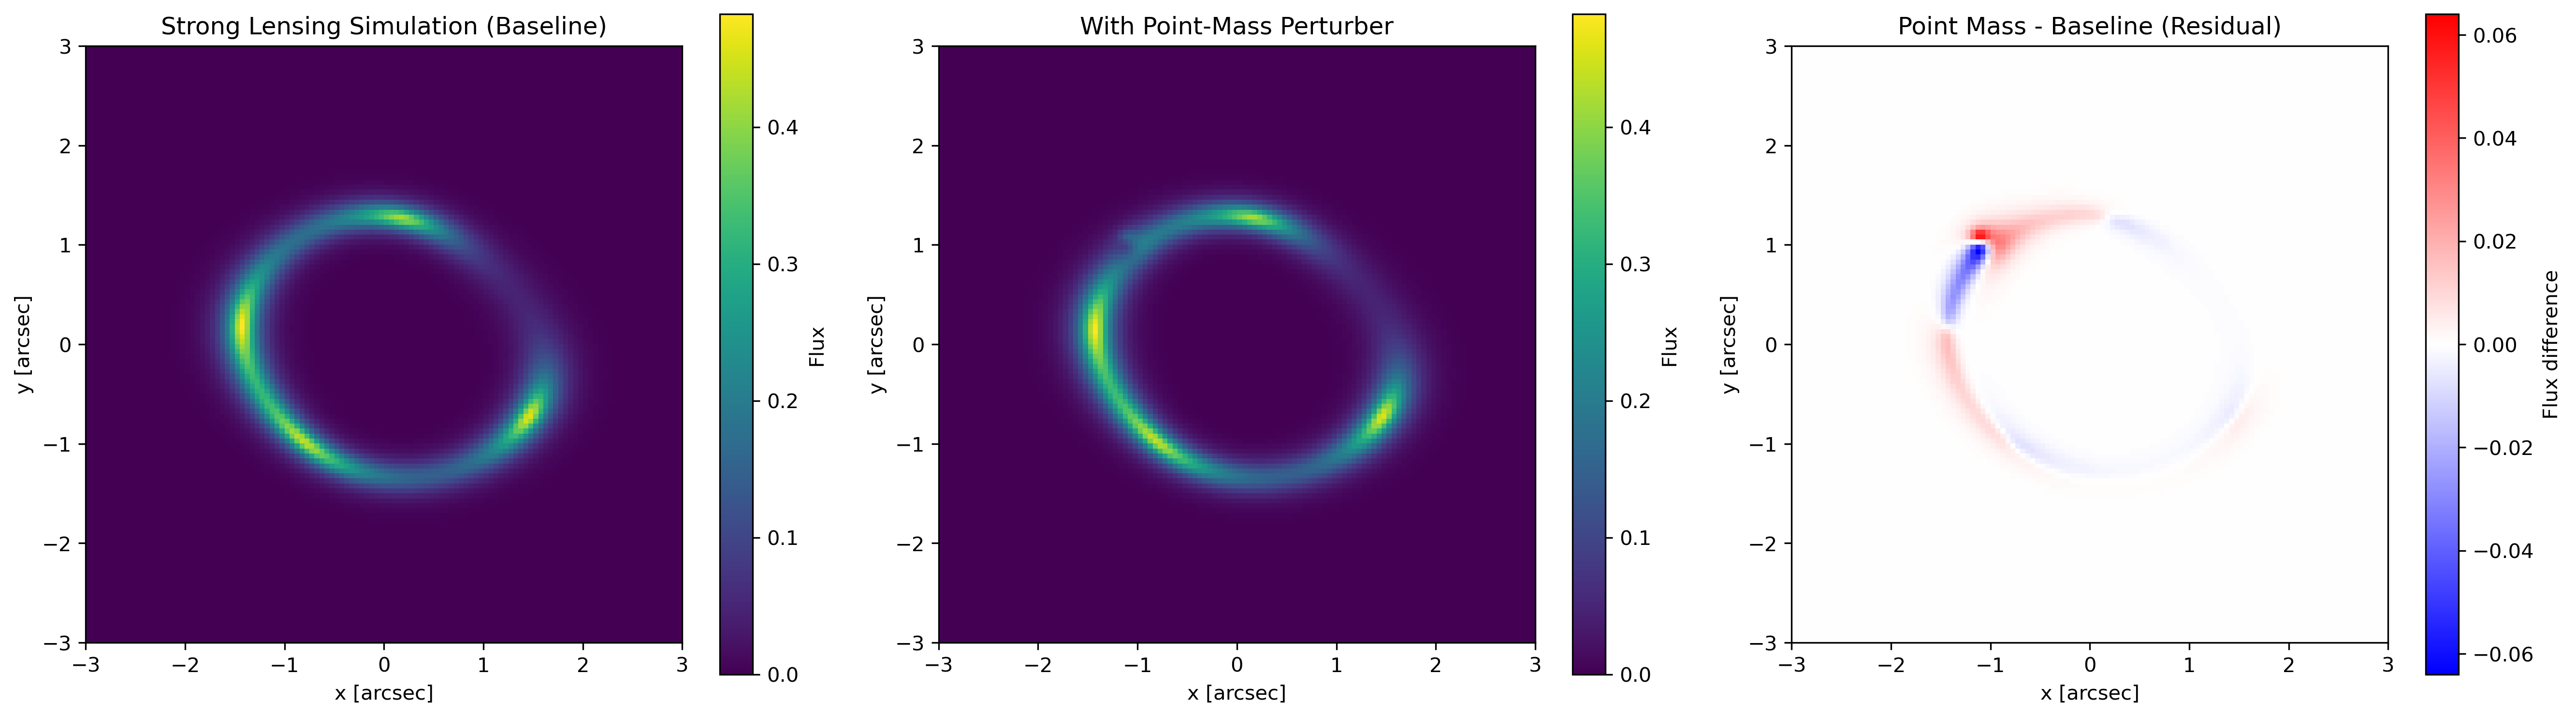 Strong Lensing Simulation (Baseline)
3
2
1
0
−1
−2
−3
−3 −2 −1 0 1 2 3
y [arcsec]
x [arcsec]
0.4
0.3
0.2
0.1
0.0
Flux
With Point-Mass Perturber
3
2
1
0
−1
−2
−3
−3 −2 −1 0 1 2 3
y [arcsec]
x [arcsec]
0.4
0.3
0.2
0.1
0.0
Flux
Point Mass - Baseline (Residual)
3
2
1
0
−1
−2
−3
−3 −2 −1 0 1 2 3
y [arcsec]
x [arcsec]
0.06
0.04
0.02
0.00
−0.02
−0.04
−0.06
Flux difference